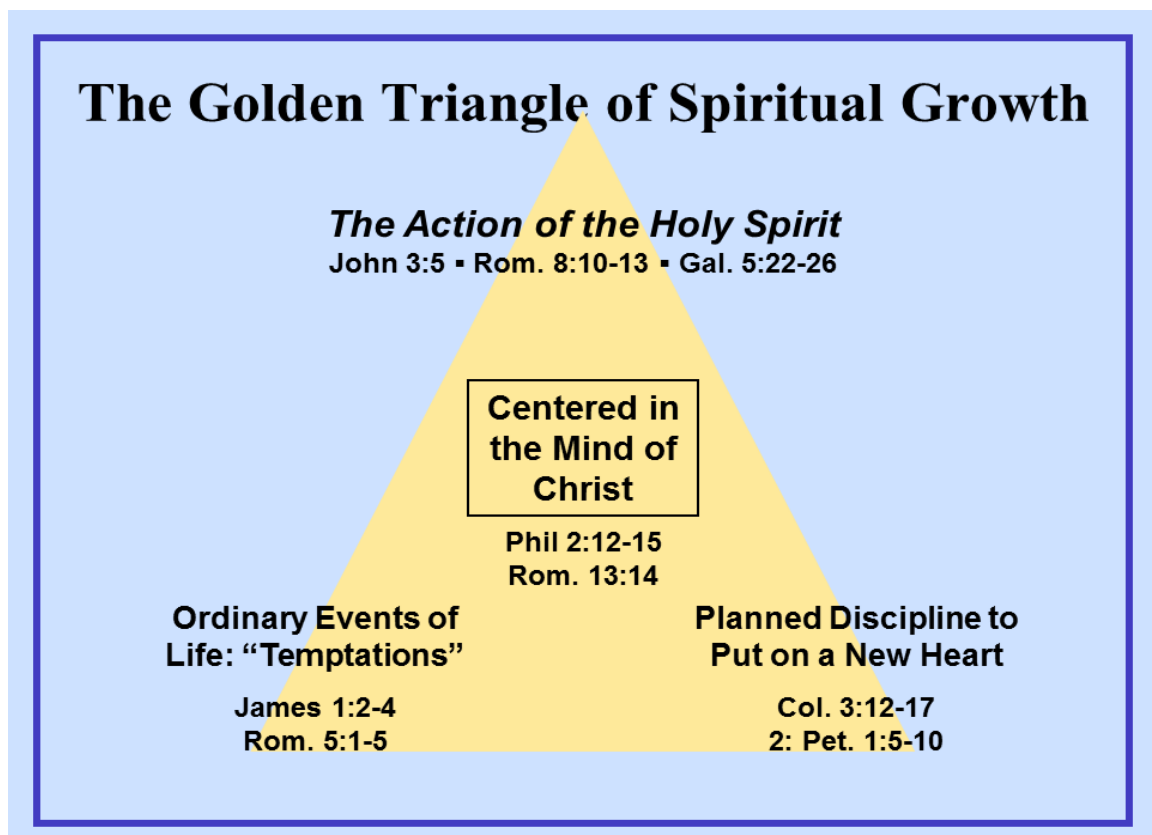 The Golden Triangle of Spiritual Growth
The Action of the Holy Spirit
John 3:5 ▪ Rom. 8:10-13 ▪ Gal. 5:22-26
Centered in
the Mind of
Christ
Phil 2:12-15
Rom. 13:14
Ordinary Events of
Life: “Temptations”
James 1:2-4
Rom. 5:1-5
Planned Discipline to
Put on a New Heart
Col. 3:12-17
2: Pet. 1:5-10